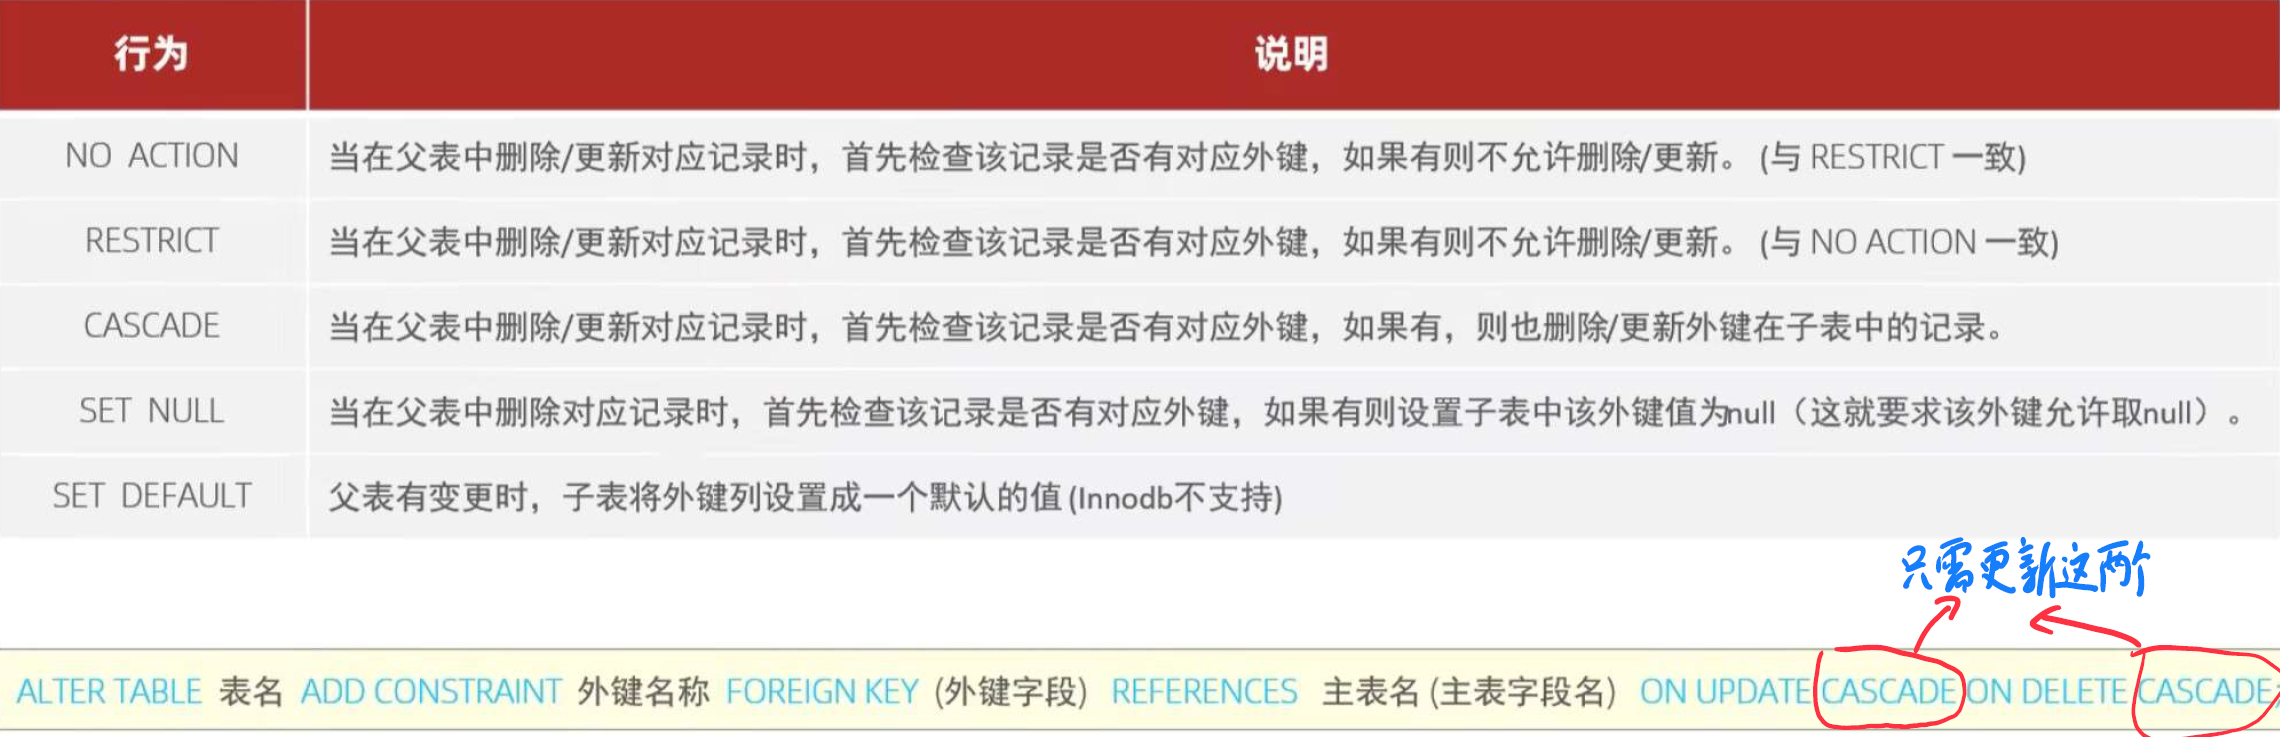 行为 说明
NO ACTION 当在父表中删除/更新对应记录时，首先检查该记录是否有对应外键，如果有则不允许删除/更新。(与 RESTRICT 一致)
RESTRICT 当在父表中删除/更新对应记录时，首先检查该记录是否有对应外键，如果有则不允许删除/更新。(与 NO ACTION 一致)
CASCADE 当在父表中删除/更新对应记录时，首先检查该记录是否有对应外键，如果有，则也删除/更新外键在子表中的记录。
SET NULL 当在父表中删除对应记录时，首先检查该记录是否有对应外键，如果有则设置子表中该外键值为null（这就要求该外键允许取null）。
SET DEFAULT 父表有变更时，子表将外键列设置成一个默认的值 (Innodb不支持)
只需更新这两个
ALTER TABLE 表名 ADD CONSTRAINT 外键名称 FOREIGN KEY (外键字段) REFERENCES 主表名 (主表字段名) ON UPDATE CASCADE ON DELETE CASCADE;